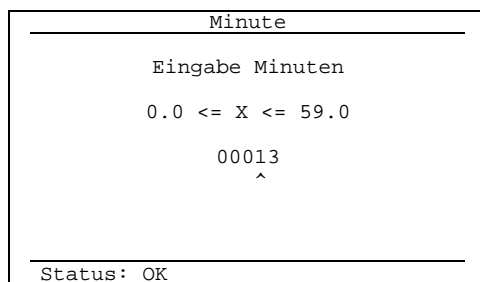 Minute
Eingabe Minuten
0.0 <= X <= 59.0
00013
^
Status: OK